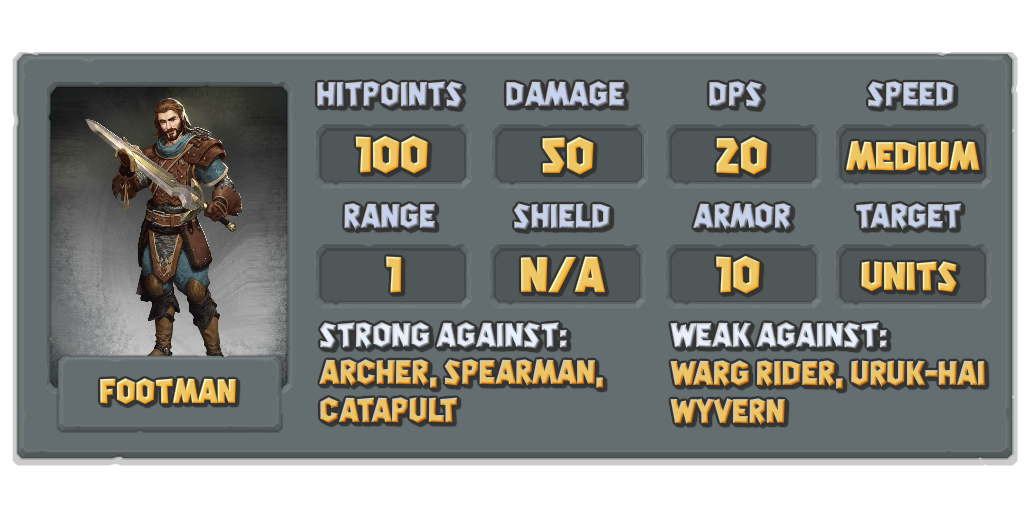 HITPOINTS DAMAGE DPS SPEED
100 50 20 MEDIUM
RANGE SHIELD ARMOR TARGET
1 N/A 10 UNITS
STRONG AGAINST:
ARCHER, SPEARMAN,
CATAPULT
WEAK AGAINST:
WARG RIDER, URUK-HAI
WYVERN
FOOTMAN